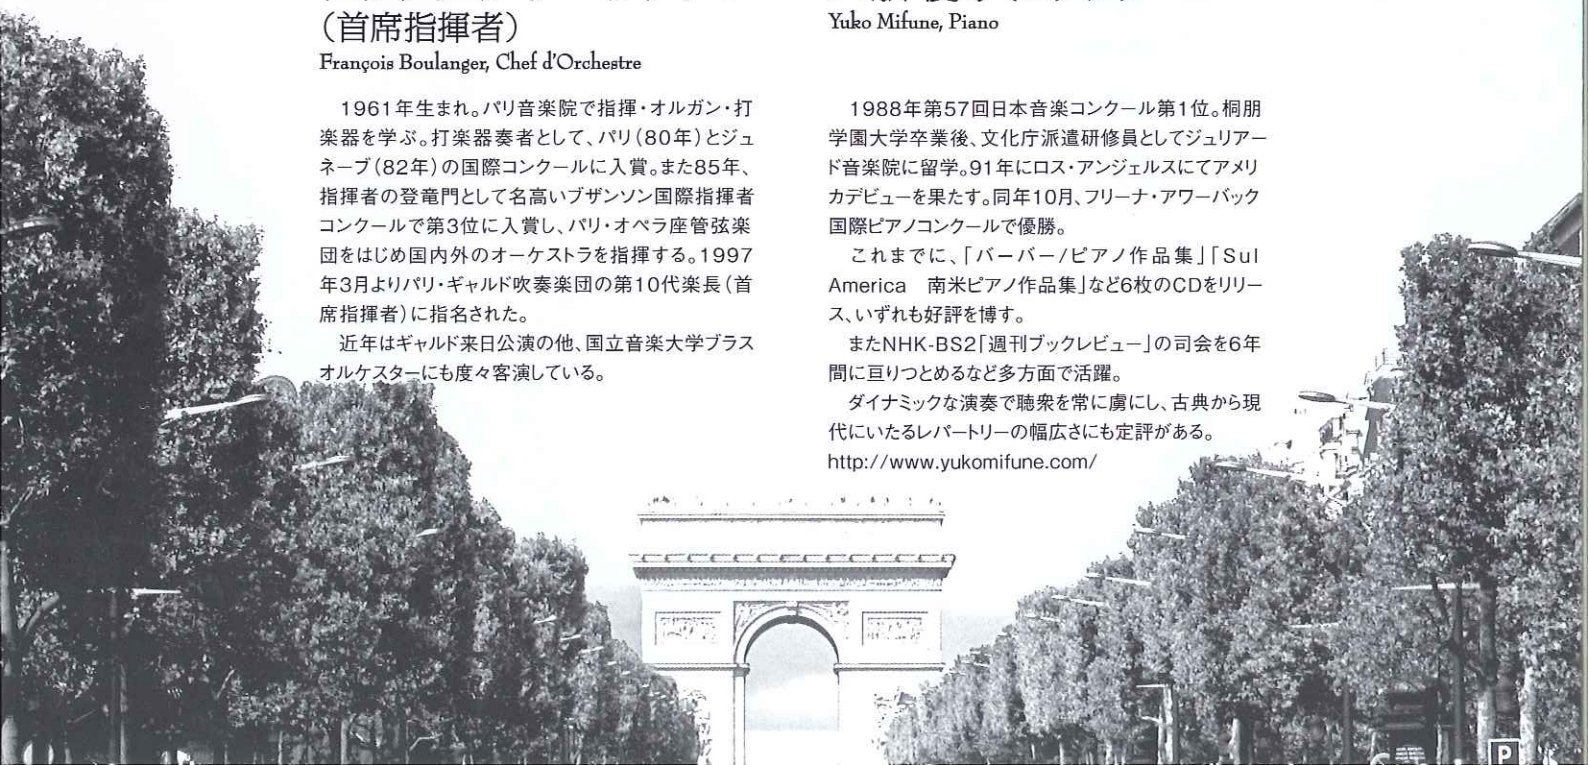 （首席指揮者）
François Boulanger, Chef d'Orchestre
　1961年生まれ。パリ音楽院で指揮・オルガン・打
楽器を学ぶ。打楽器奏者として、パリ（80年）とジュ
ネーブ（82年）の国際コンクールに入賞。また85年、
指揮者の登竜門として名高いブザンソン国際指揮者
コンクールで第3位に入賞し、パリ・オペラ座管弦楽
団をはじめ国内外のオーケストラを指揮する。1997
年3月よりパリ・ギャルド吹奏楽団の第10代楽長（首
席指揮者）に指名された。
　近年はギャルド来日公演の他、国立音楽大学ブラス
オルケスターにも度々客演している。
Yuko Mifune, Piano
　1988年第57回日本音楽コンクール第1位。桐朋
学園大学卒業後、文化庁派遣研修員としてジュリアー
ド音楽院に留学。91年にロス・アンジェルスにてアメリ
カデビューを果たす。同年10月、フリーナ・アワーバック
国際ピアノコンクールで優勝。
　これまでに、「バーバー/ピアノ作品集」「Sul
America　南米ピアノ作品集」など6枚のCDをリリー
ス、いずれも好評を博す。
　またNHK-BS2「週刊ブックレビュー」の司会を6年
間に亘りつとめるなど多方面で活躍。
　ダイナミックな演奏で聴衆を常に虜にし、古典から現
代にいたるレパートリーの幅広さにも定評がある。
http://www.yukomifune.com/
P